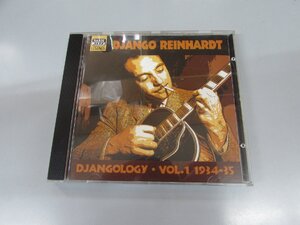 DJANGO REINHARDT
DJANGOLOGY • VOL.1 1934-35